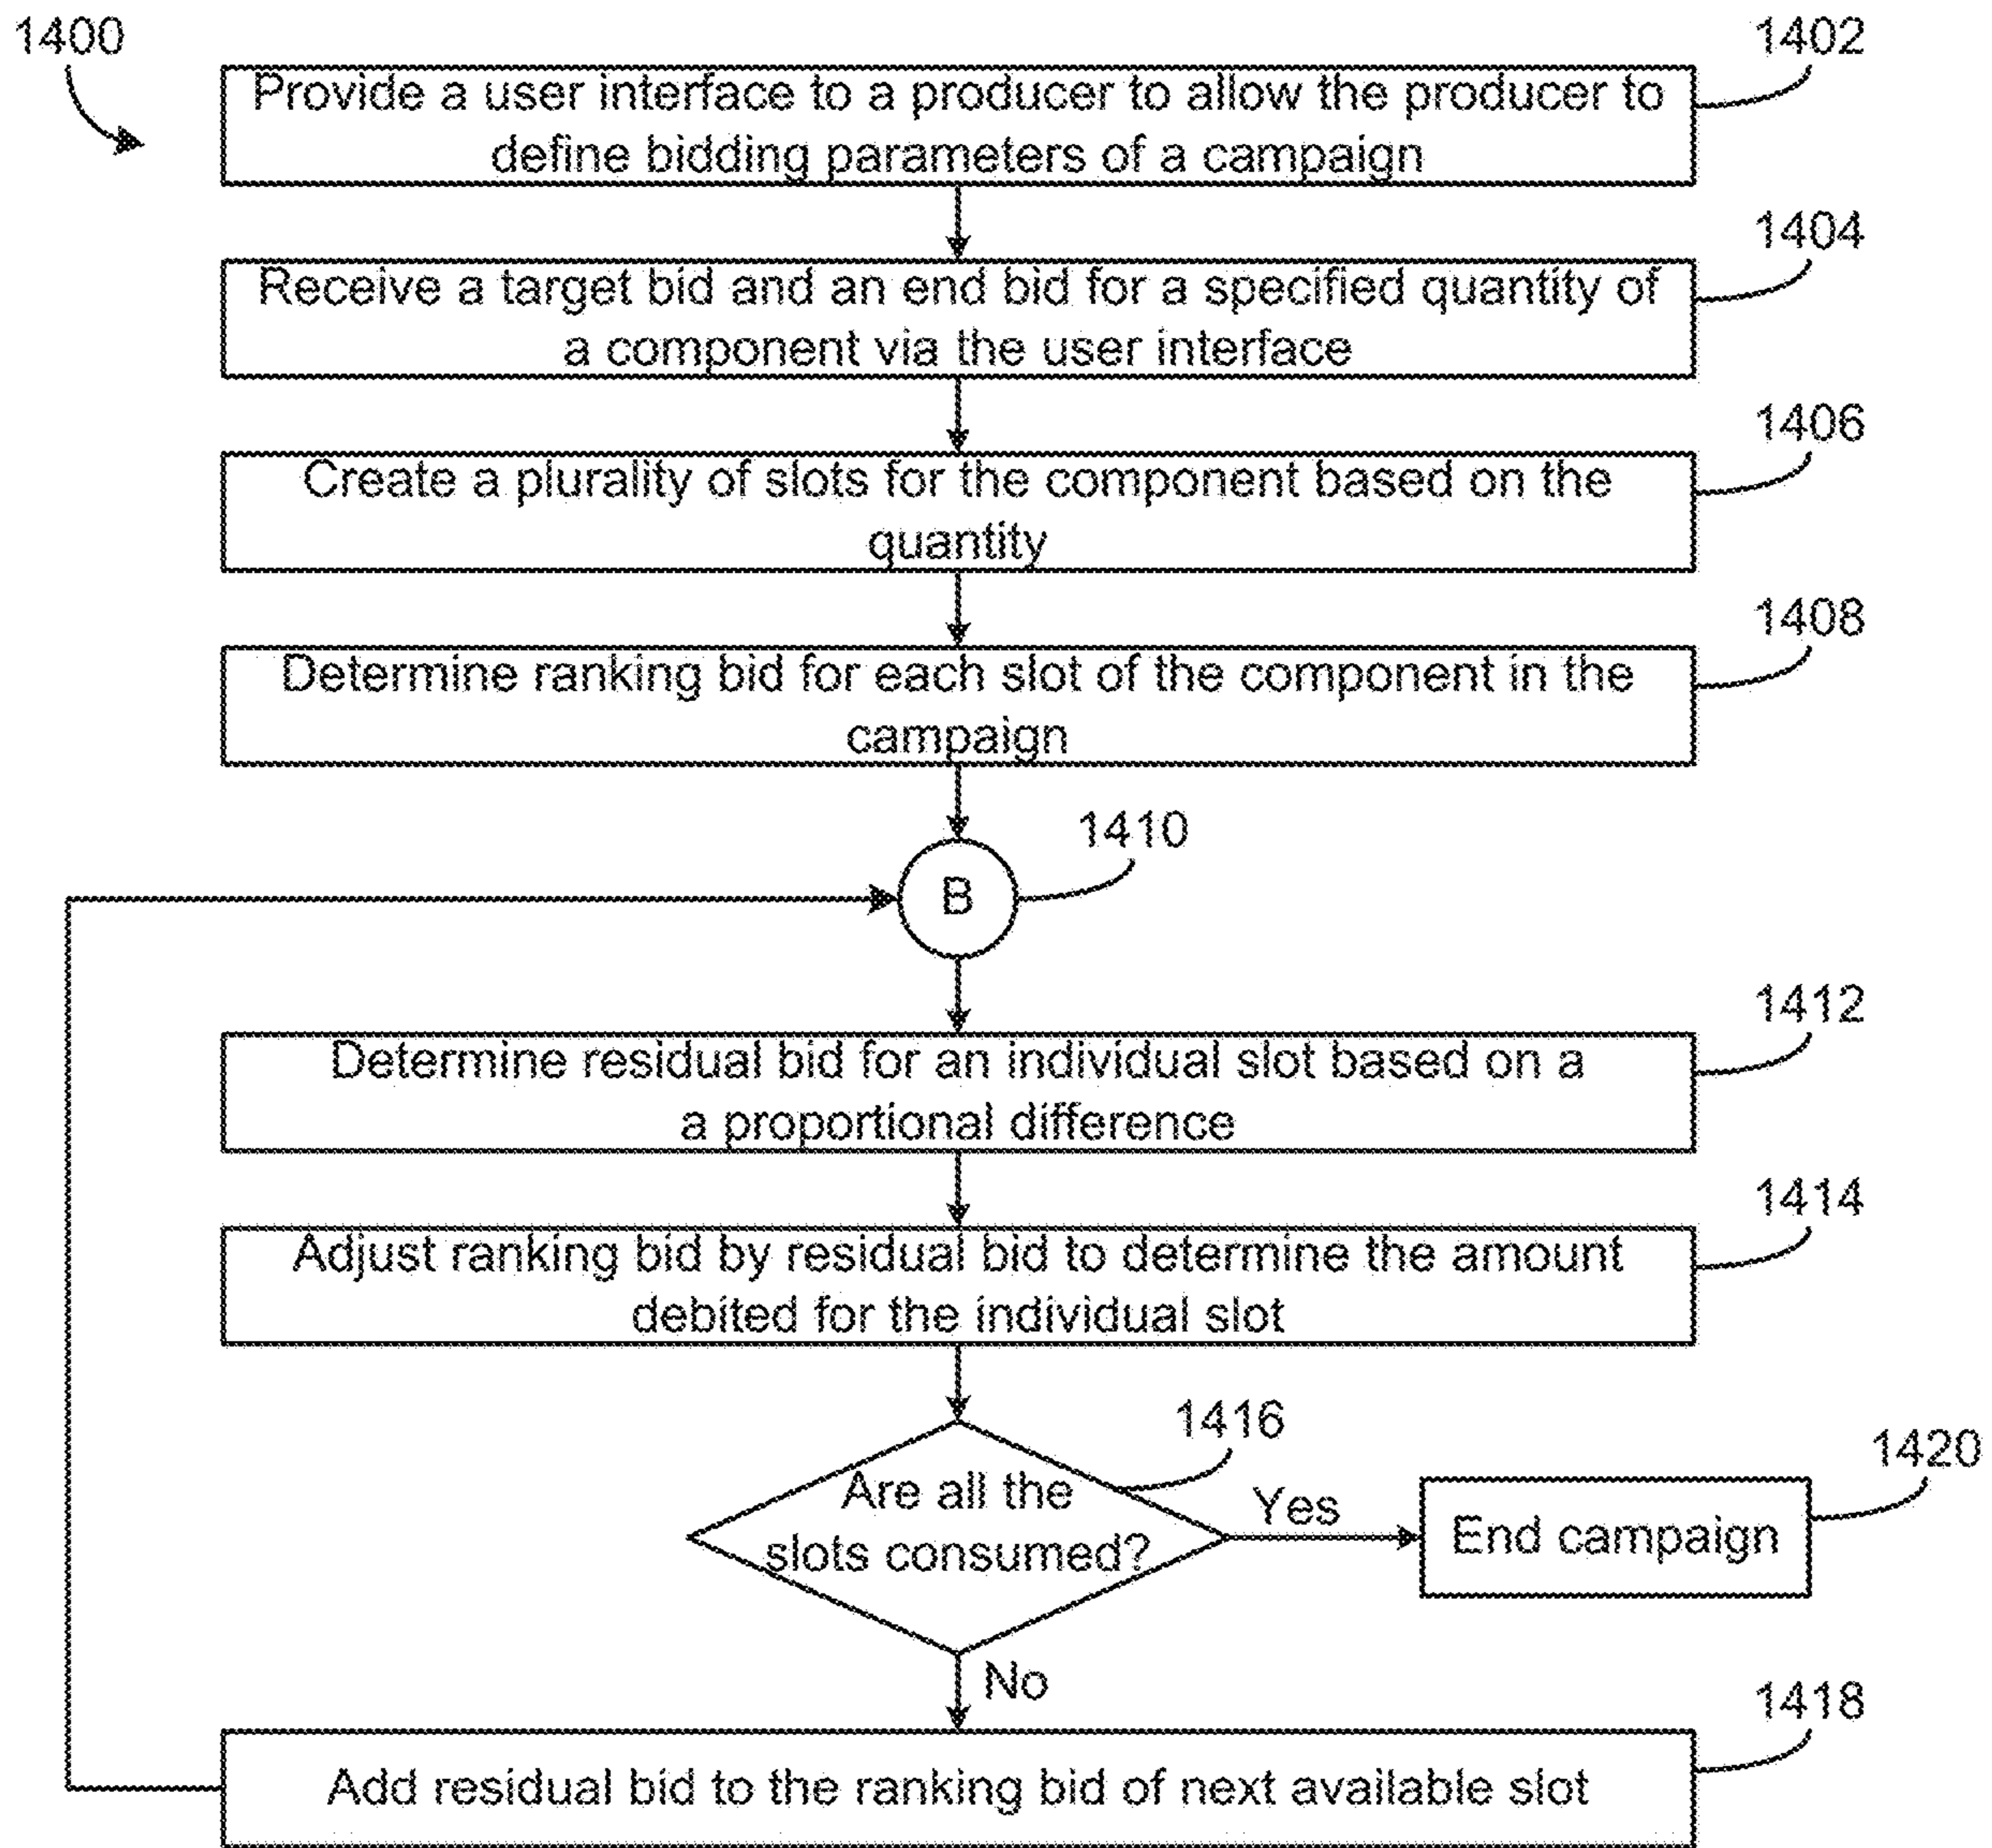 1400
1402
Provide a user interface to a producer to allow the producer to
define bidding parameters of a campaign
1404
Receive a target bid and an end bid for a specified quantity of
a component via the user interface
1406
Create a plurality of slots for the component based on the
quantity
1408
Determine ranking bid for each slot of the component in the
campaign
1410
B
1412
Determine residual bid for an individual slot based on a
a proportional difference
1414
Adjust ranking bid by residual bid to determine the amount
debited for the individual slot
1416
Are all the
slots consumed?
Yes
1420
End campaign
No
1418
Add residual bid to the ranking bid of next available slot